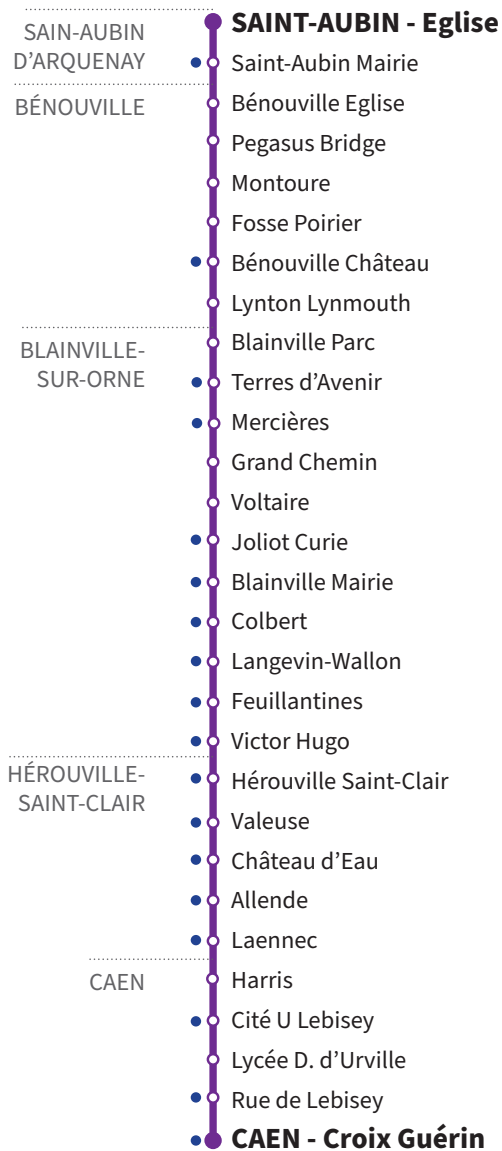 SAIN-AUBIN
D’ARQUENAY
SAINT-AUBIN - Eglise
Saint-Aubin Mairie
BÉNOUVILLE
Bénouville Eglise
Pegasus Bridge
Montoure
Fosse Poirier
Bénouville Château
Lynton Lynmouth
BLAINVILLE-
SUR-ORNE
Blainville Parc
Terres d’Avenir
Mercières
Grand Chemin
Voltaire
Joliot Curie
Blainville Mairie
Colbert
Langevin-Wallon
Feuillantines
Victor Hugo
HÉROUVILLE-
SAINT-CLAIR
Hérouville Saint-Clair
Valeuse
Château d’Eau
Allende
Laennec
CAEN
Harris
Cité U Lebisey
Lycée D. d’Urville
Rue de Lebisey
CAEN - Croix Guérin